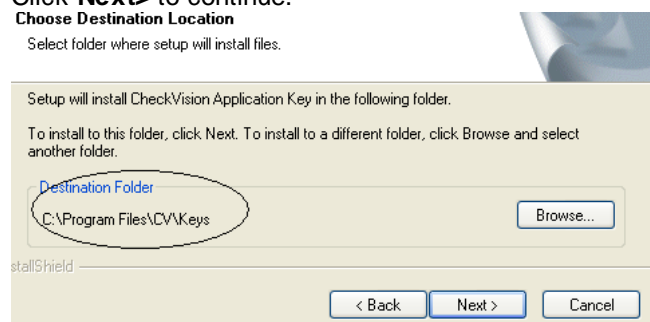 Click Next> to continue.
Choose Destination Location
Select folder where setup will install files.
Setup will install CheckVision Application Key in the following folder.
To install to this folder, click Next. To install to a different folder, click Browse and select
another folder.
Destination Folder
C:\Program Files\CV\Keys
Browse...
stallShield
< Back
Next >
Cancel